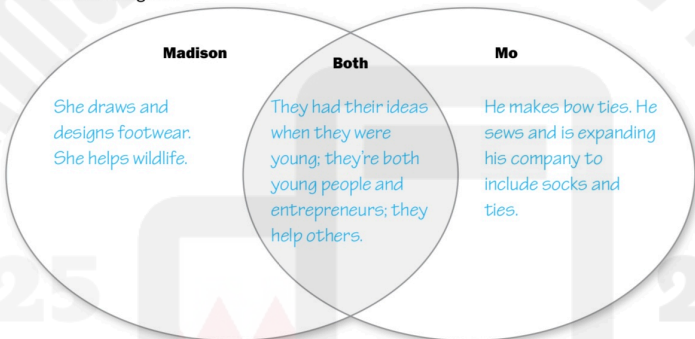 Madison
She draws and
designs footwear.
She helps wildlife.
Both
They had their ideas
when they were
young; they're both
young people and
entrepreneurs; they
help others.
Mo
He makes bow ties. He
sews and is expanding
his company to
include socks and
ties.
25
2